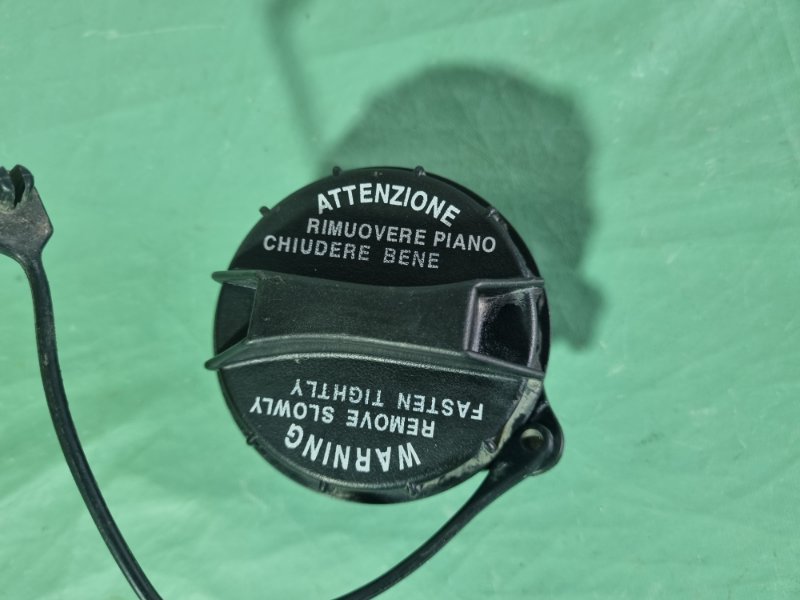 ATTENZIONE
RIMUOVERE PIANO
CHIUDERE BENE
WARNING
REMOVE SLOWLY
FASTEN TIGHTLY